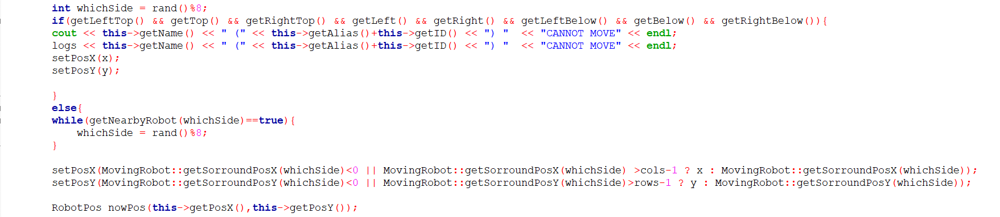 int whichSide = rand()%8;
if(getLeftTop() && getTop() && getRightTop() && getLeft() && getRight() && getLeftBelow() && getBelow() && getRightBelow()){
cout << this->getName() << " (" << this->getAlias()+this->getID() << ") "  << "CANNOT MOVE" << endl;
logs << this->getName() << " (" << this->getAlias()+this->getID() << ") "  << "CANNOT MOVE" << endl;
setPosX(x);
setPosY(y);
}
else{
while(getNearbyRobot(whichSide)==true){
whichSide = rand()%8;
}
setPosX(MovingRobot::getSorroundPosX(whichSide)<0 || MovingRobot::getSorroundPosX(whichSide) >cols-1 ? x : MovingRobot::getSorroundPosX(whichSide));
setPosY(MovingRobot::getSorroundPosY(whichSide)<0 || MovingRobot::getSorroundPosY(whichSide)>rows-1 ? y : MovingRobot::getSorroundPosY(whichSide));
RobotPos nowPos(this->getPosX(),this->getPosY());